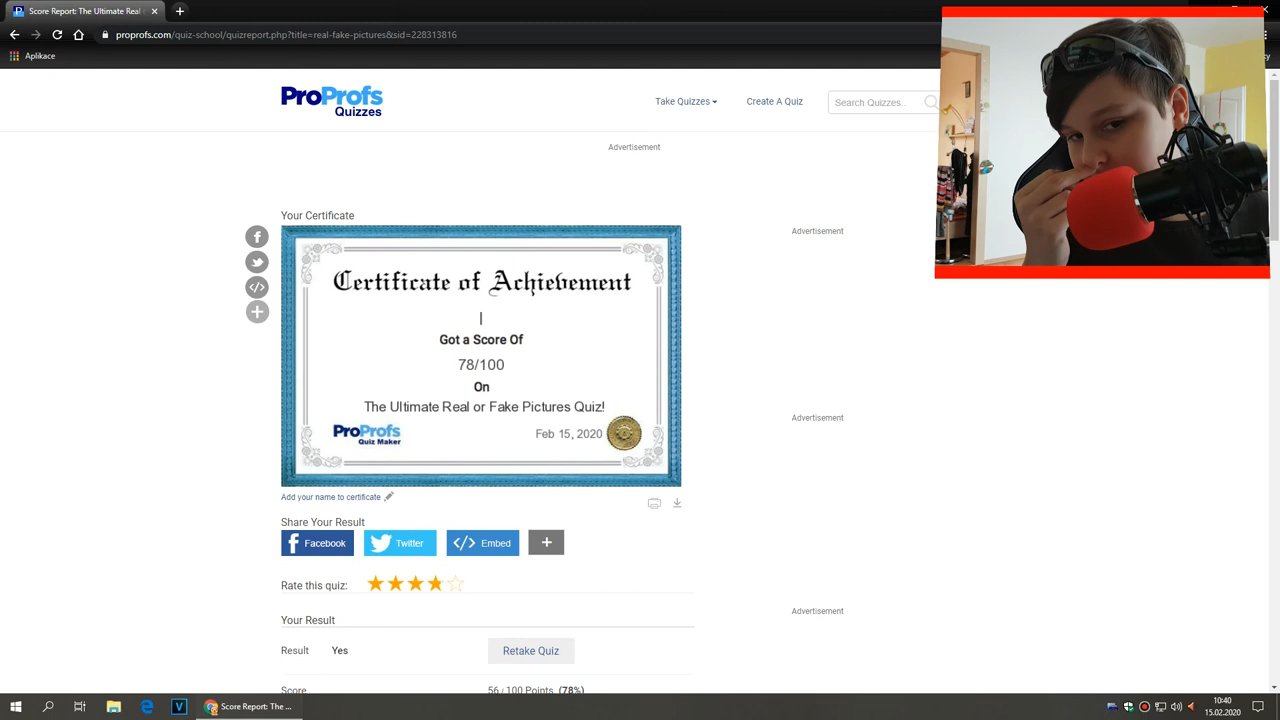 Score Report: The Ultimate Real
proprofs.com/quiz-school/quizreport.php?title=real-fake-pictures&sid=228313816
Aplikace
ProProfs
Quizzes
Take Quizzes
Create A Quiz
Search Quizzes..
Advertisement
Your Certificate
Advertisement
Certificate of Achievement
Got a Score Of
78/100
On
The Ultimate Real or Fake Pictures Quiz!
Advertisement
ProProfs
Quiz Maker
Feb 15, 2020
Add your name to certificate
Share Your Result
Facebook
Twitter
</> Embed
+
Rate this quiz:
Advertisement
Your Result
Result Yes
Retake Quiz
Score 56 / 100 Points (78%)
Score Report: The ...
10:40
15.02.2020